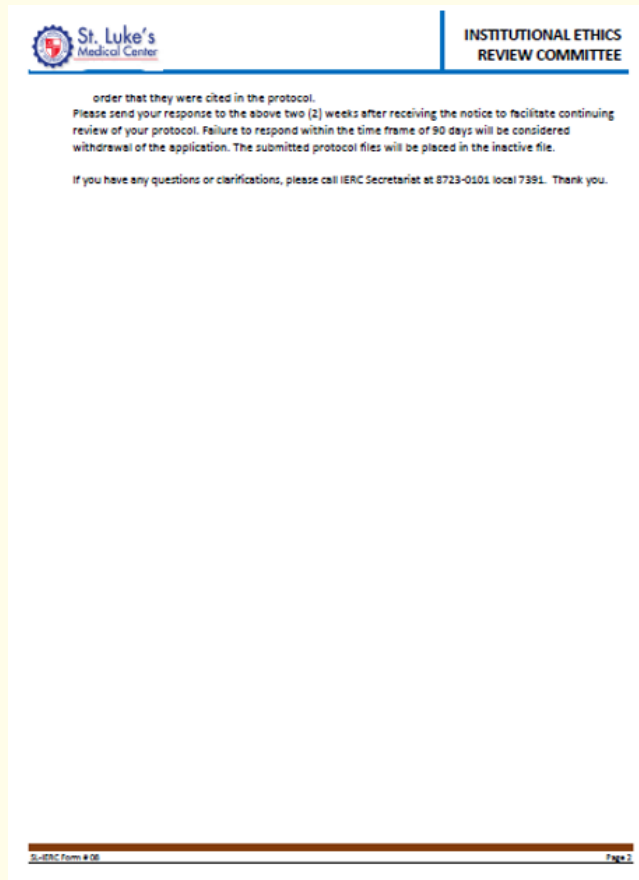 St. Luke's
Medical Center
INSTITUTIONAL ETHICS
REVIEW COMMITTEE
order that they were cited in the protocol.
Please send your response to the above two (2) weeks after receiving the notice to facilitate continuing
review of your protocol. Failure to respond within the time frame of 90 days will be considered
withdrawal of the application. The submitted protocol files will be placed in the inactive file.
If you have any questions or clarifications, please call IERC Secretariat at 8723-0101 local 7391. Thank you.
SL-IERC Form # 06
Page 2